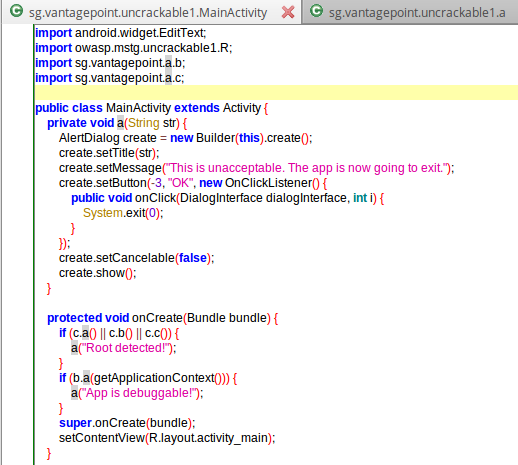 sg.vantagepoint.uncrackable1.MainActivity
sg.vantagepoint.uncrackable1.a
import android.widget.EditText;
import owasp.mstg.uncrackable1.R;
import sg.vantagepoint.a.b;
import sg.vantagepoint.a.c;
public class MainActivity extends Activity {
private void a(String str) {
AlertDialog create = new Builder(this).create();
create.setTitle(str);
create.setMessage("This is unacceptable. The app is now going to exit.");
create.setButton(-3, "OK", new OnClickListener() {
public void onClick(DialogInterface dialogInterface, int i) {
System.exit(0);
}
});
create.setCancelable(false);
create.show();
}
protected void onCreate(Bundle bundle) {
if (c.a() || c.b() || c.c()) {
a("Root detected!");
}
if (b.a(getApplicationContext())) {
a("App is debuggable!");
}
super.onCreate(bundle);
setContentView(R.layout.activity_main);
}